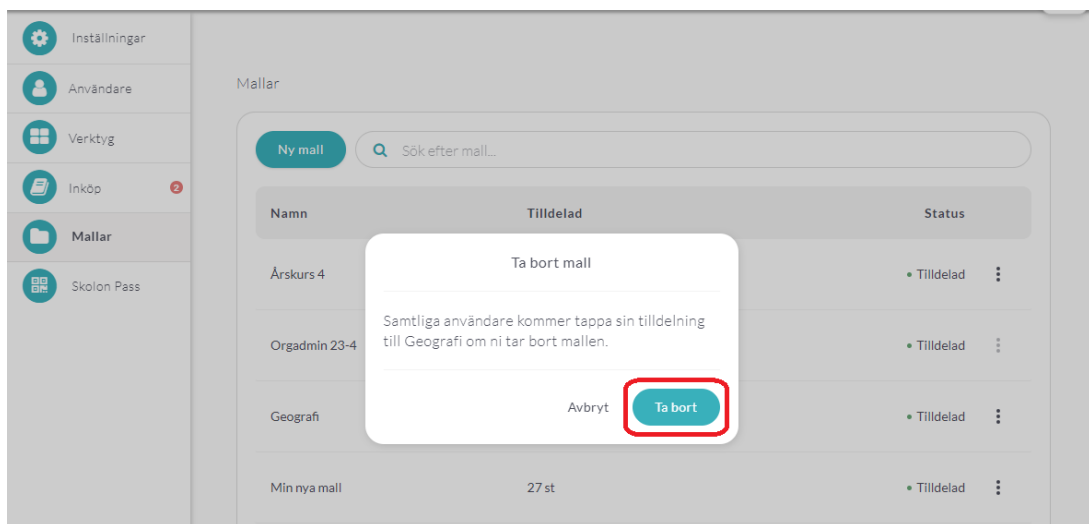 Inställningar
Användare
Verktyg
Inköp 2
Mallar
Skolon Pass
Mallar
Ny mall Sök efter mall...
Namn Tilldelad Status
Årskurs 4 Tilldelad
Orgadmin 23-4 Tilldelad
Geografi Tilldelad
Min nya mall 27 st Tilldelad
Ta bort mall
Samtliga användare kommer tappa sin tilldelning
till Geografi om ni tar bort mallen.
Avbryt Ta bort